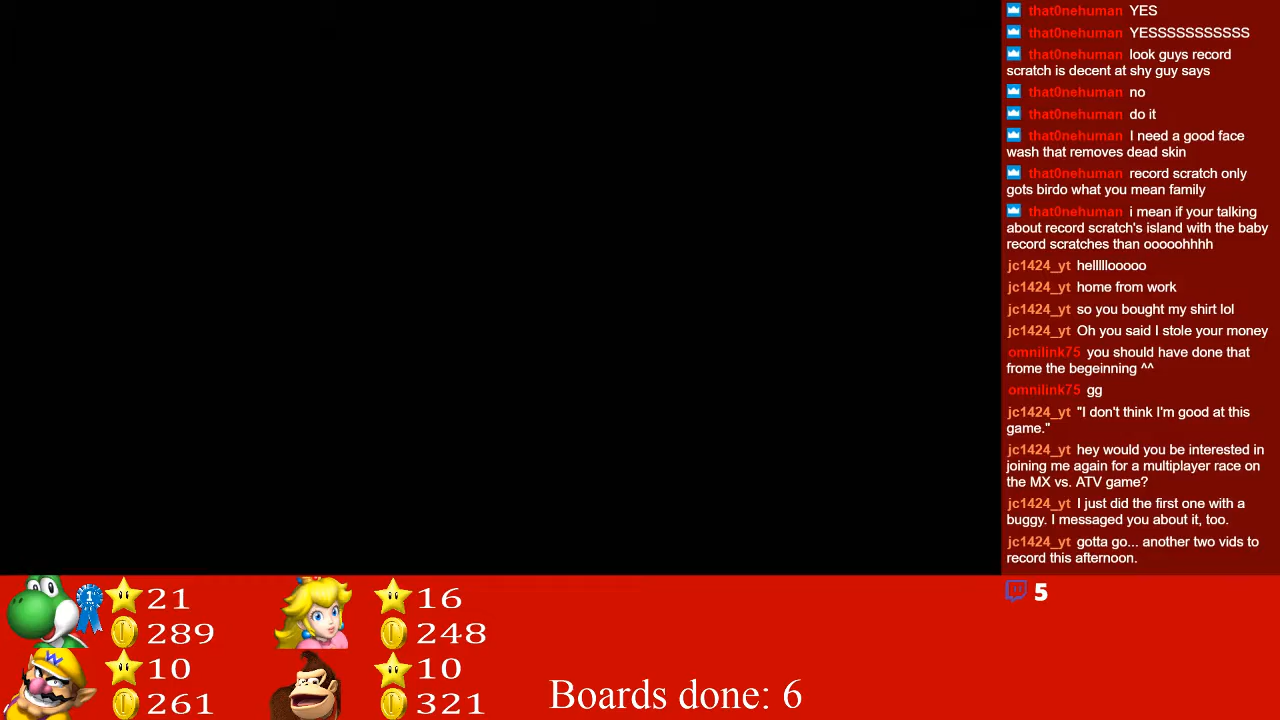 that0nehuman YES
that0nehuman YESSSSSSSSSSS
that0nehuman look guys record
scratch is decent at shy guy says
that0nehuman no
that0nehuman do it
that0nehuman I need a good face
wash that removes dead skin
that0nehuman record scratch only
gots birdo what you mean family
that0nehuman i mean if your talking
about record scratch's island with the baby
record scratches than ooooohhhh
jc1424_yt helllllooooo
jc1424_yt home from work
jc1424_yt so you bought my shirt lol
jc1424_yt Oh you said I stole your money
omnilink75 you should have done that
frome the begeinning ^^
omnilink75 gg
jc1424_yt "I don't think I'm good at this
game."
jc1424_yt hey would you be interested in
joining me again for a multiplayer race on
the MX vs. ATV game?
jc1424_yt I just did the first one with a
buggy. I messaged you about it, too.
jc1424_yt gotta go... another two vids to
record this afternoon.
5
1
21
289
16
248
10
261
10
321
Boards done: 6